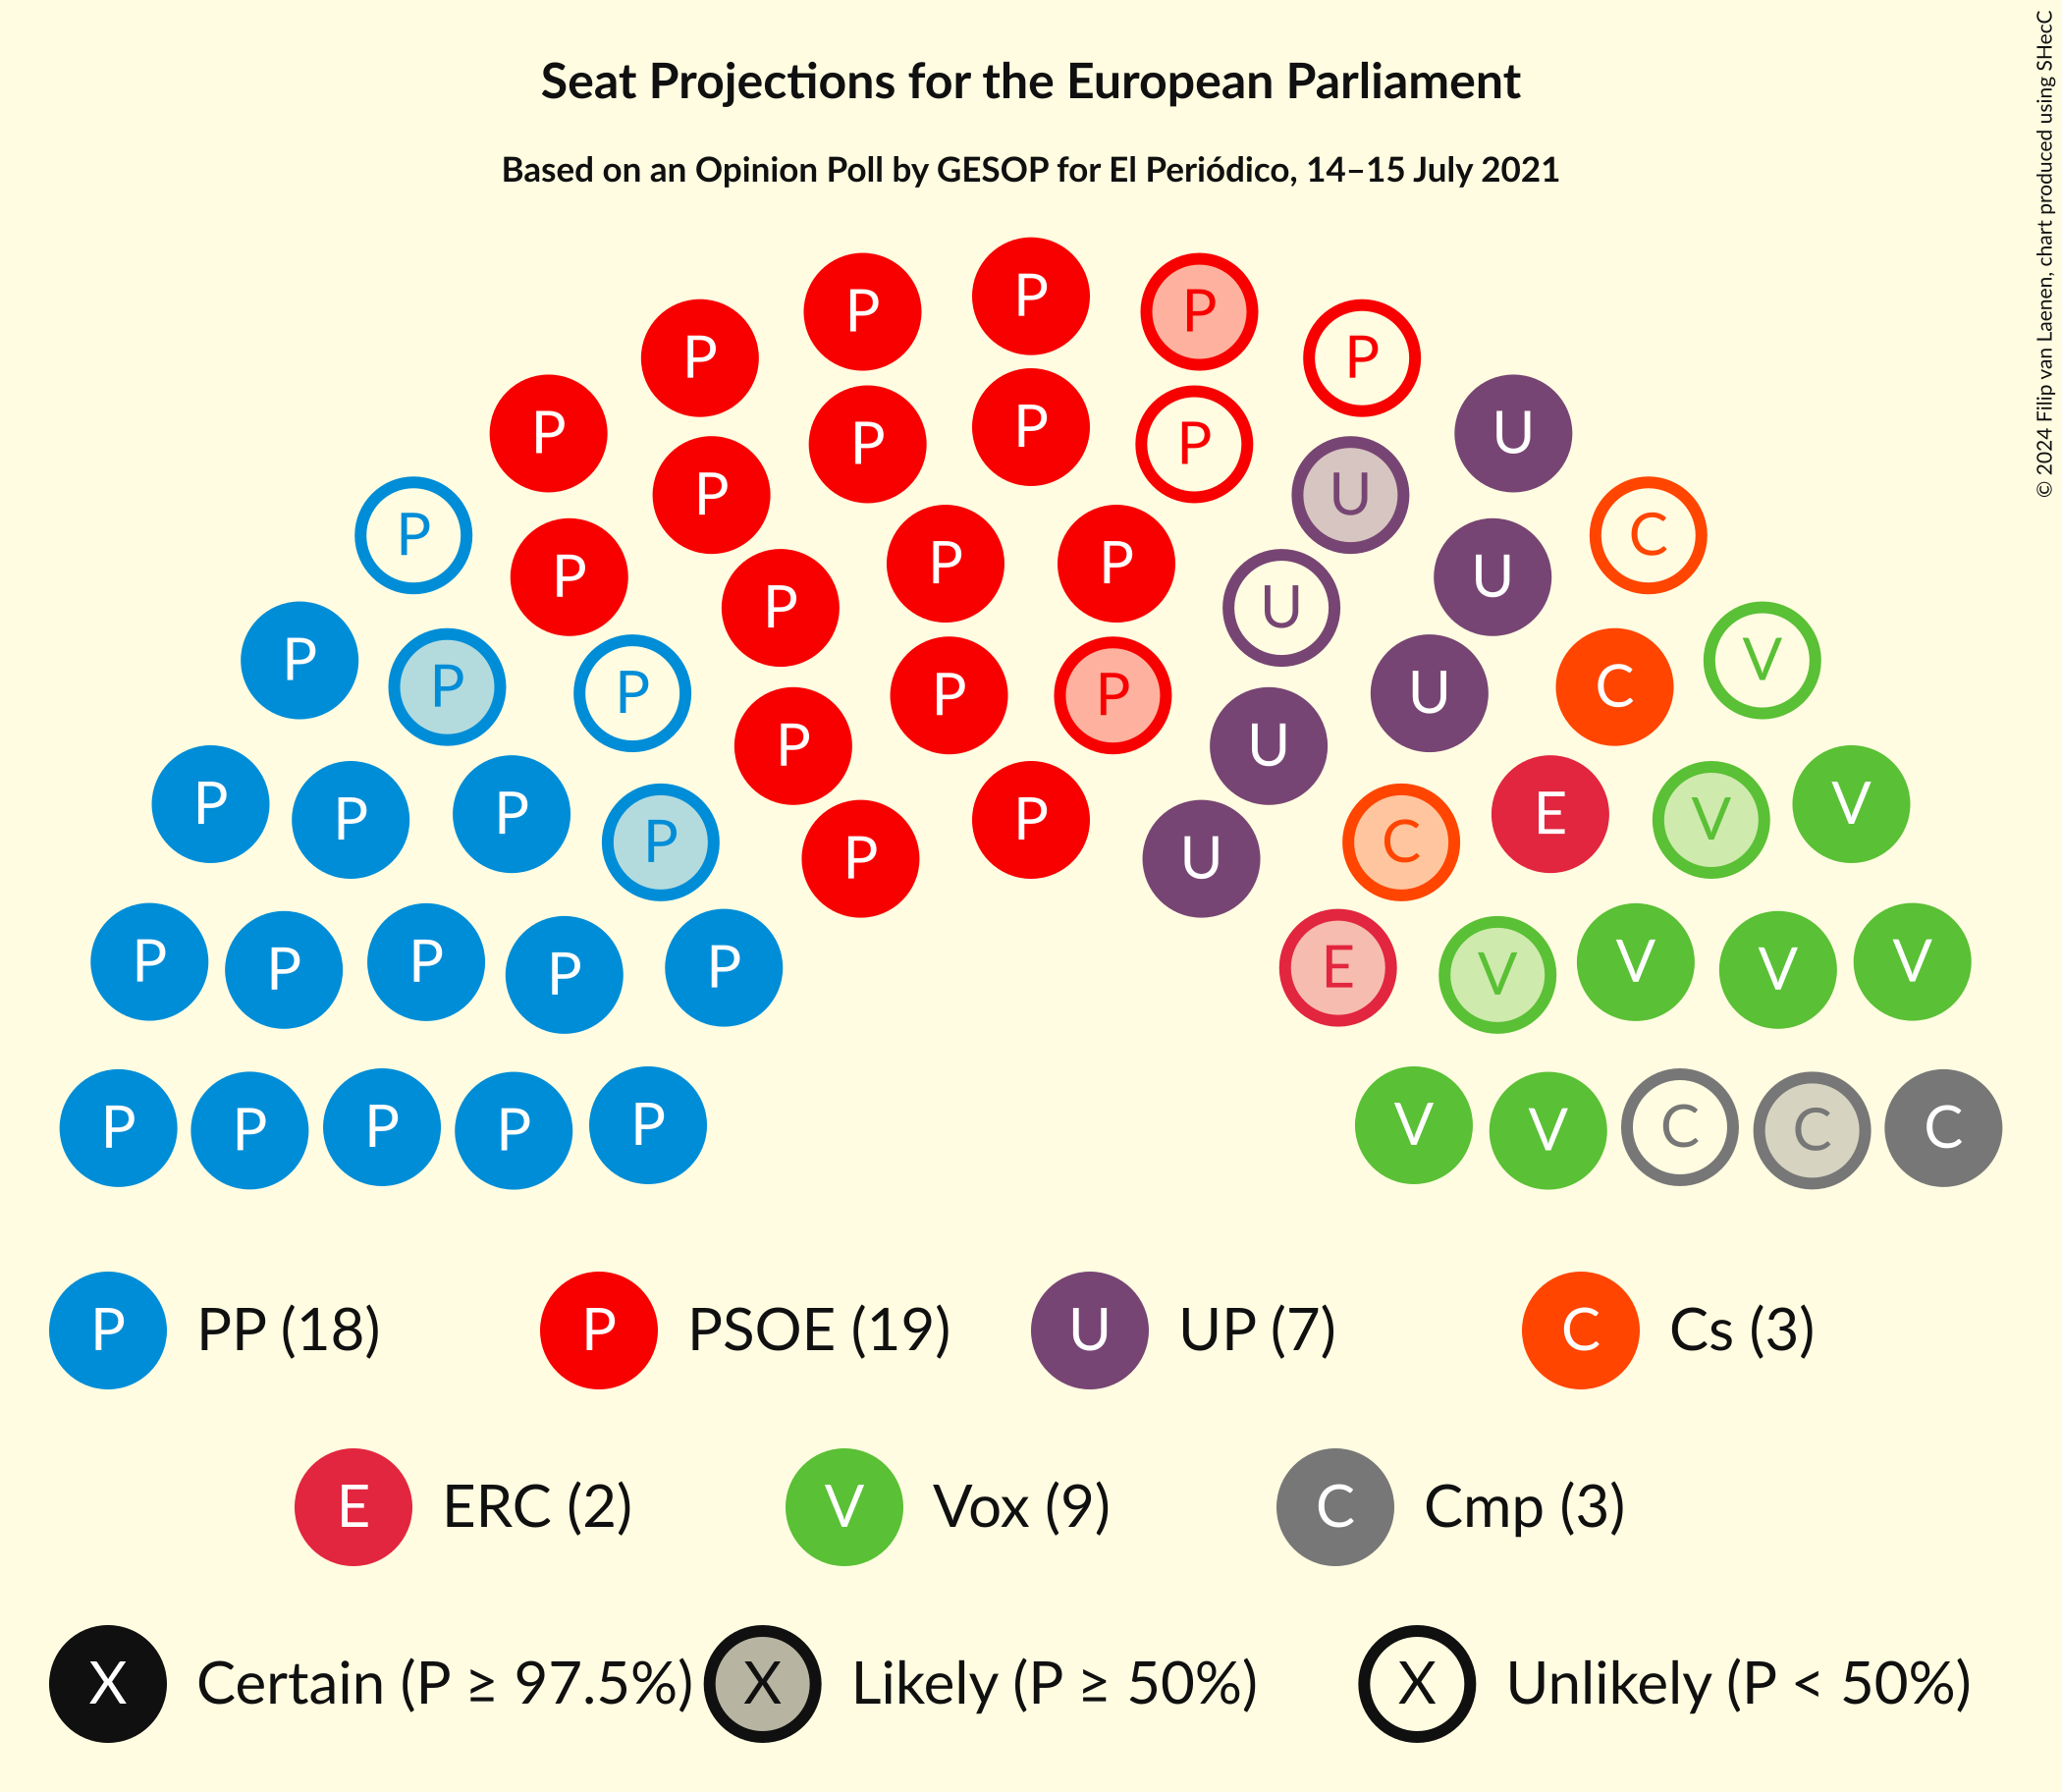 Seat Projections for the European Parliament
Based on an Opinion Poll by GESOP for El Periódico, 14–15 July 2021
© 2024 Filip van Laenen, chart produced using SHecC
P P P
P P
P P P P U
P U
P C
P P P U
P U
P V
P P P P U C
P U
P P P P E V V
P P U C
P P P P P E V V V V
P P P P P V V C C C
P PP (18) P PSOE (19) U UP (7) C Cs (3)
E ERC (2) V Vox (9) C Cmp (3)
X Certain (P ≥ 97.5%) X Likely (P ≥ 50%) X Unlikely (P < 50%)